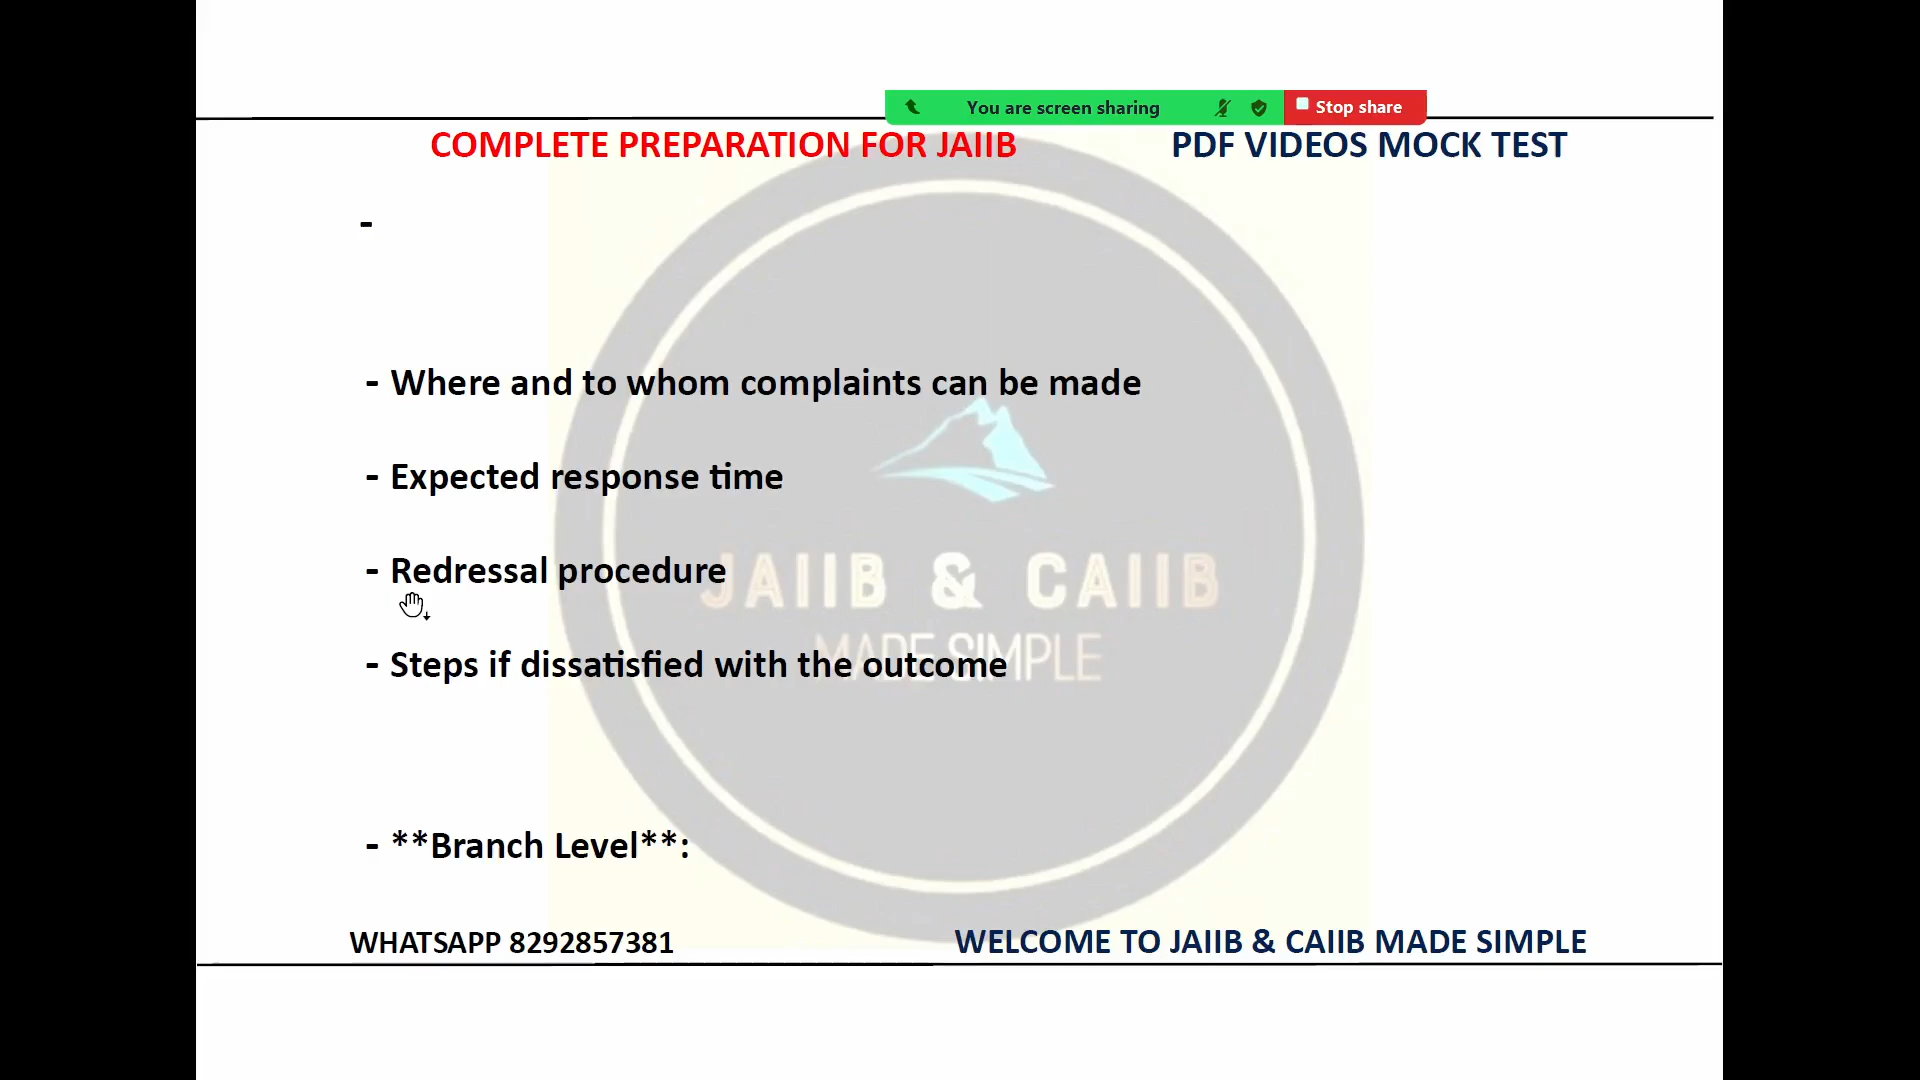 You are screen sharing Stop share
COMPLETE PREPARATION FOR JAIIB PDF VIDEOS MOCK TEST
-
- Where and to whom complaints can be made
- Expected response time
- Redressal procedure
JAIIB & CAIIB
MADE SIMPLE
- Steps if dissatisfied with the outcome
- **Branch Level**:
WHATSAPP 8292857381 WELCOME TO JAIIB & CAIIB MADE SIMPLE